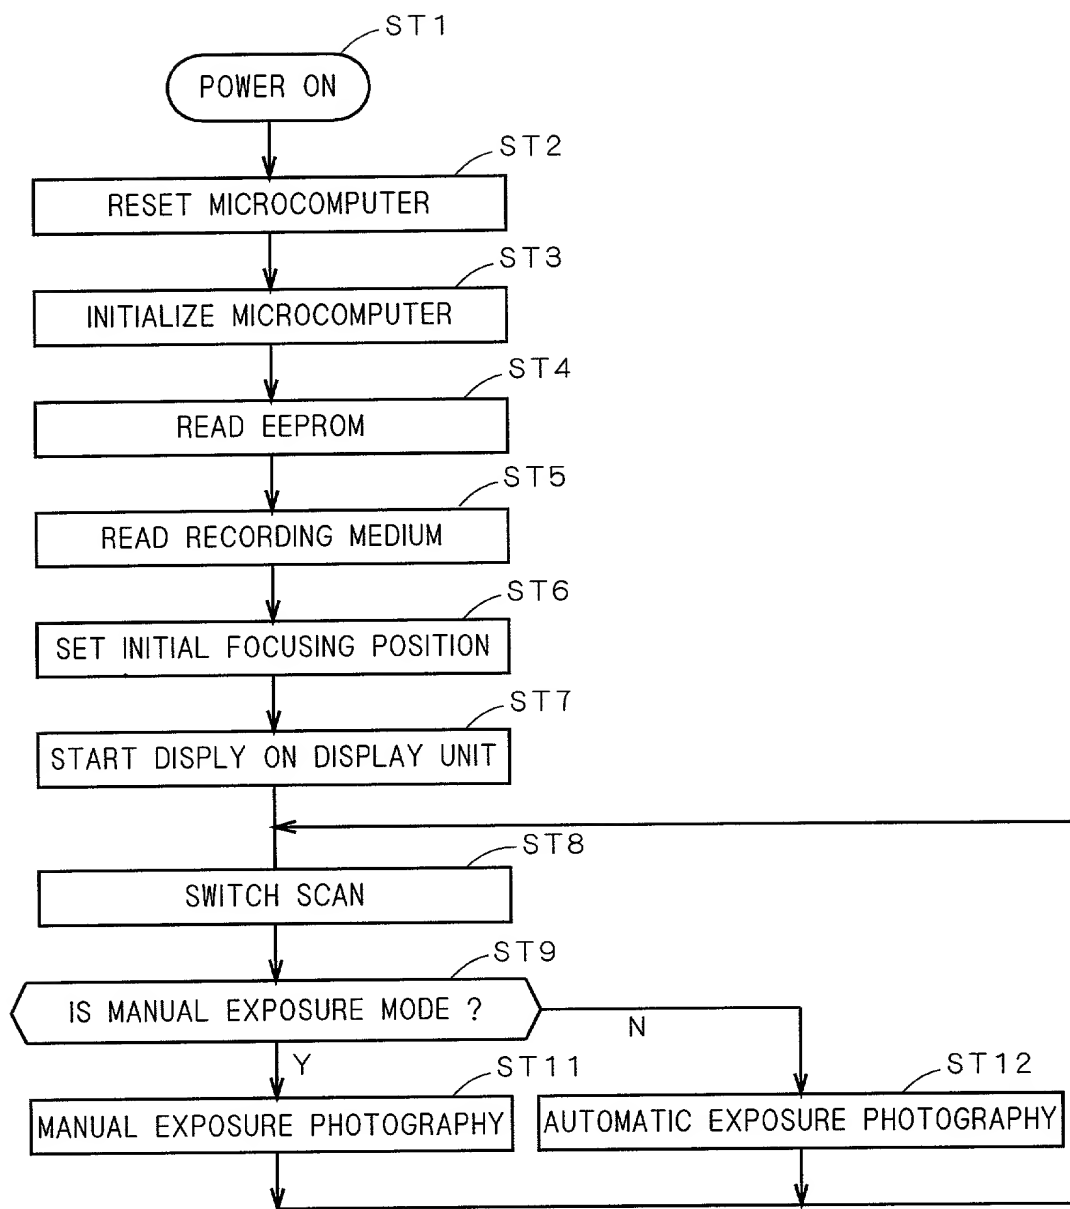 ST1
POWER ON
ST2
RESET MICROCOMPUTER
ST3
INITIALIZE MICROCOMPUTER
ST4
READ EEPROM
ST5
READ RECORDING MEDIUM
ST6
SET INITIAL FOCUSING POSITION
ST7
START DISPLY ON DISPLAY UNIT
ST8
SWITCH SCAN
ST9
IS MANUAL EXPOSURE MODE ?
N
Y
ST11
ST12
MANUAL EXPOSURE PHOTOGRAPHY
AUTOMATIC EXPOSURE PHOTOGRAPHY